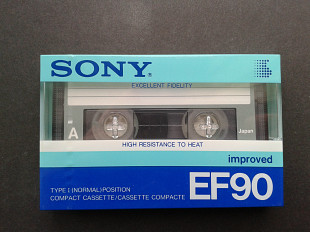 SONY®
EXCELLENT FIDELITY
A
Japan
HIGH RESISTANCE TO HEAT
improved
TYPE I (NORMAL) POSITION
COMPACT CASSETTE/CASSETTE COMPACTE
EF90